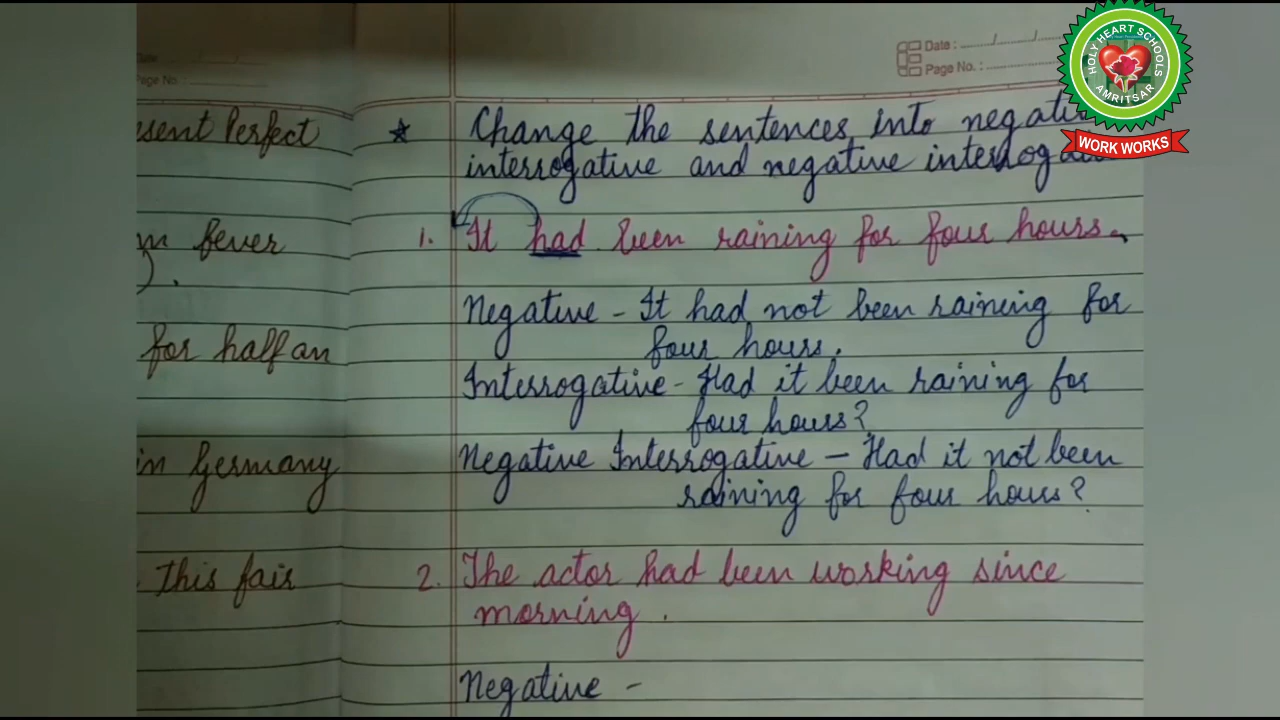 Date :
Page No. :
Page No. :
HOLY HEART SCHOOLS
AMRITSAR
WORK WORKS
Perfect
fever
for half an
in Germany
this fair
Change the sentences into
interrogative and negative
1. It had been raining for four hours.
Negative - It had not been raining for
four hours.
Interrogative - Had it been raining for
four hours?
Negative Interrogative - Had it not been
raining for four hours?
2. The actor had been working since
morning.
Negative -